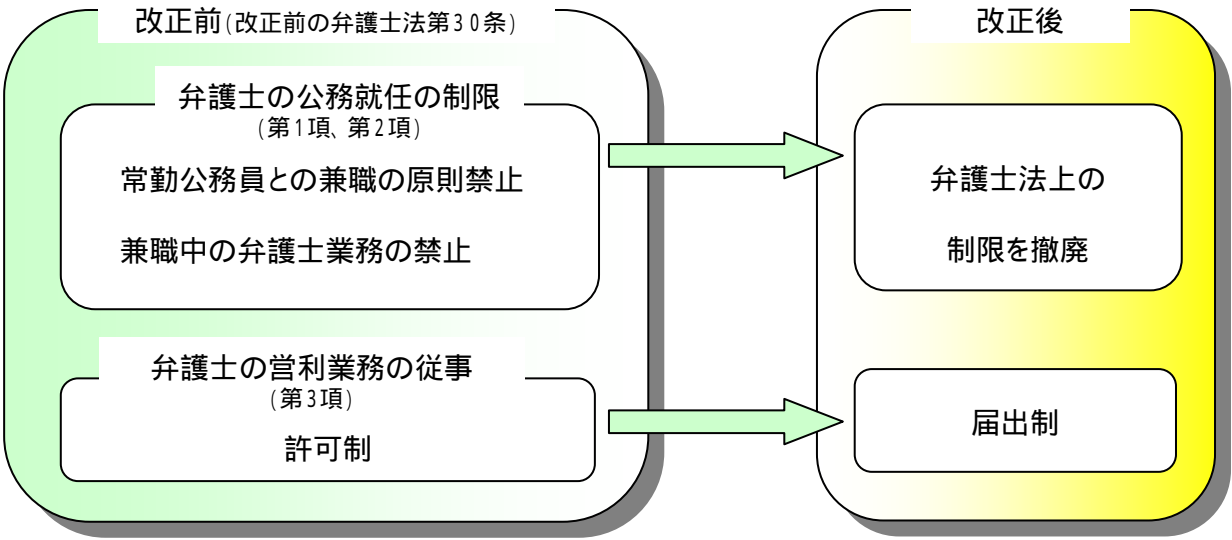 改正前(改正前の弁護士法第30条)
弁護士の公務就任の制限
(第1項、第2項)
常勤公務員との兼職の原則禁止
兼職中の弁護士業務の禁止
弁護士の営利業務の従事
(第3項)
許可制
改正後
弁護士法上の
制限を撤廃
届出制